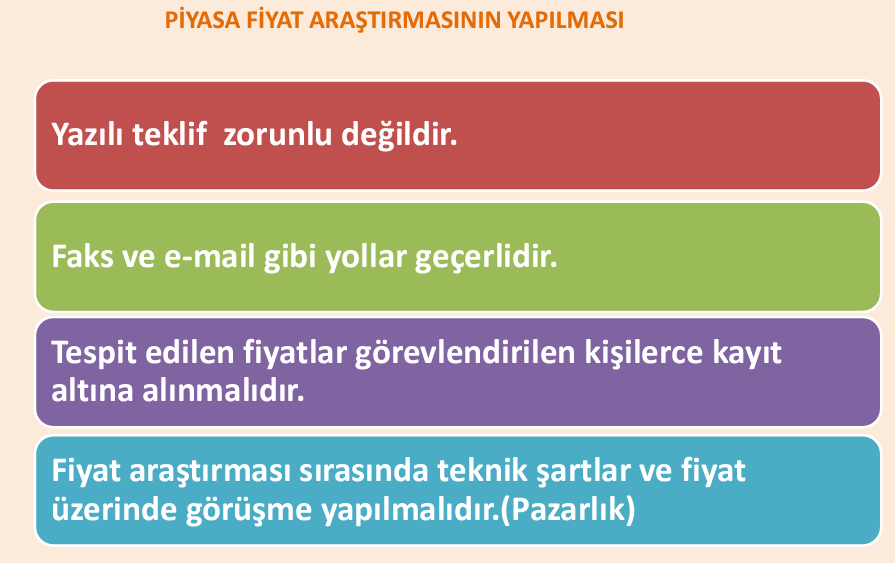 PİYASA FİYAT ARAŞTIRMASININ YAPILMASI
Yazılı teklif  zorunlu değildir.
Faks ve e-mail gibi yollar geçerlidir.
Tespit edilen fiyatlar görevlendirilen kişilerce kayıt
altına alınmalıdır.
Fiyat araştırması sırasında teknik şartlar ve fiyat
üzerinde görüşme yapılmalıdır.(Pazarlık)